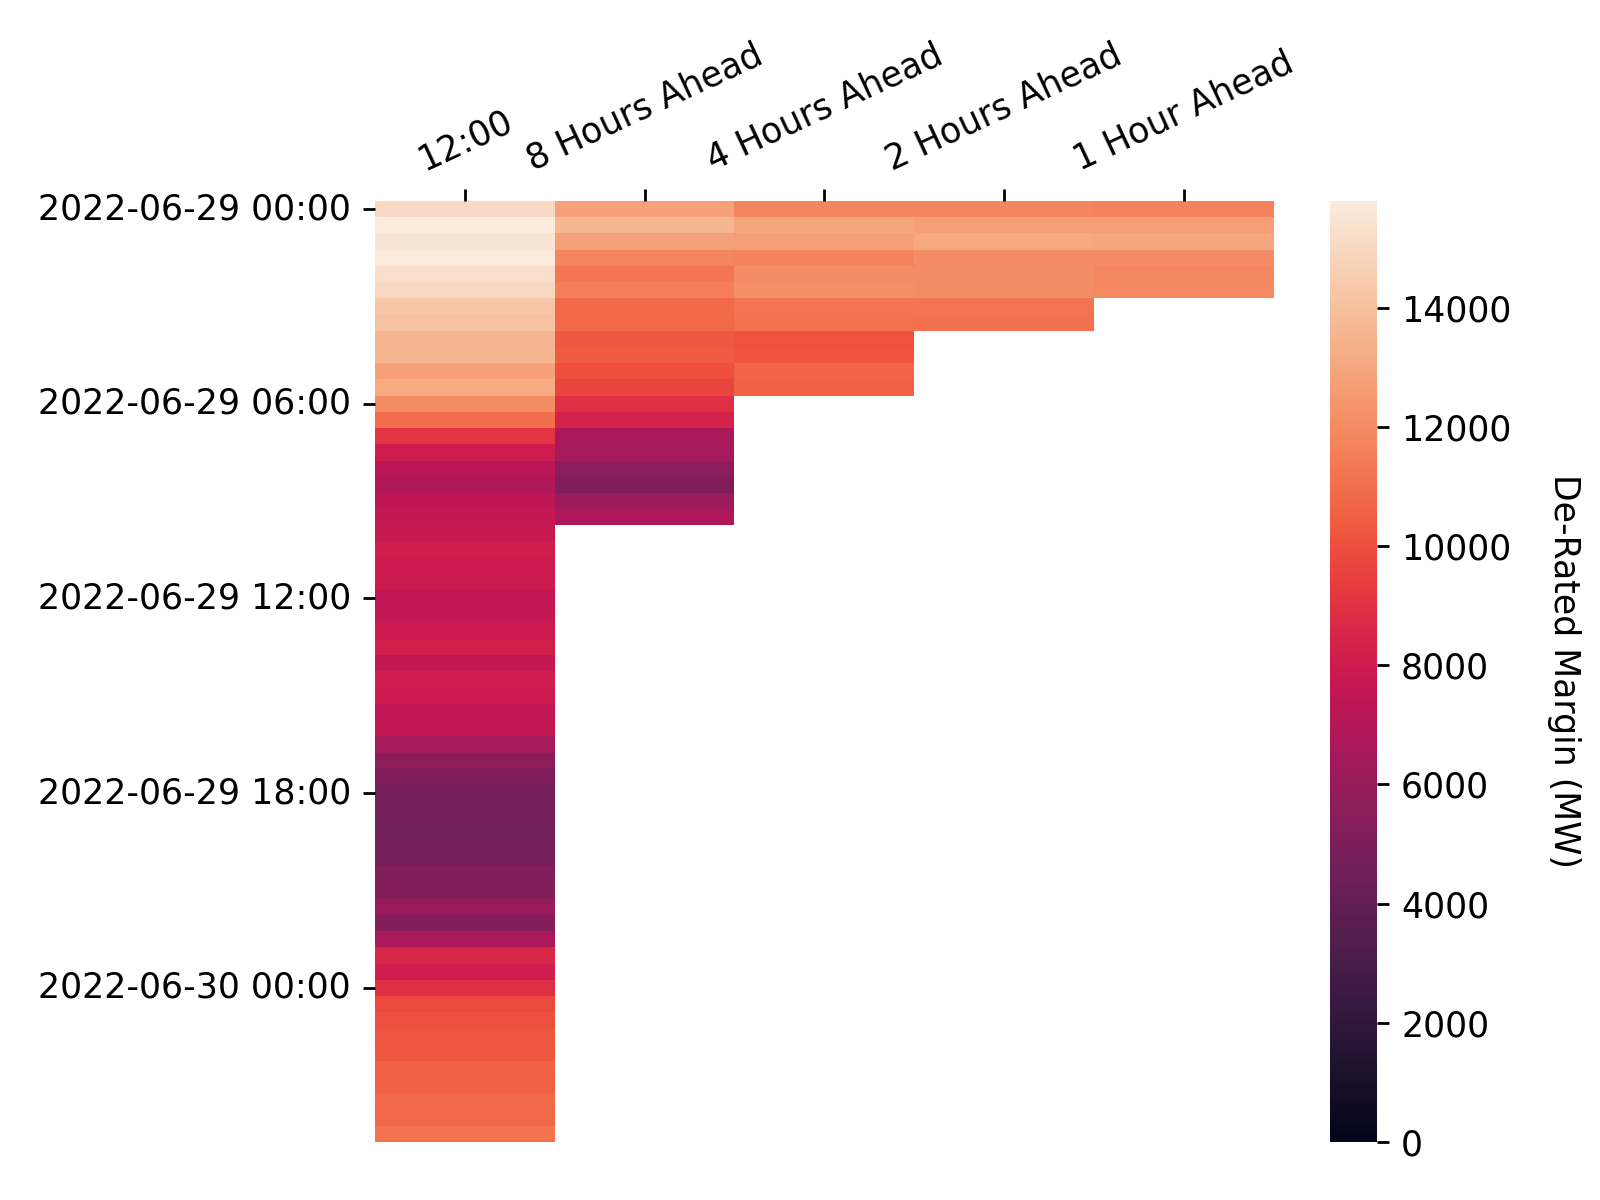 12:00
8 Hours Ahead
4 Hours Ahead
2 Hours Ahead
1 Hour Ahead
2022-06-29 00:00
2022-06-29 06:00
2022-06-29 12:00
2022-06-29 18:00
2022-06-30 00:00
14000
12000
10000
8000
6000
4000
2000
0
De-Rated Margin (MW)